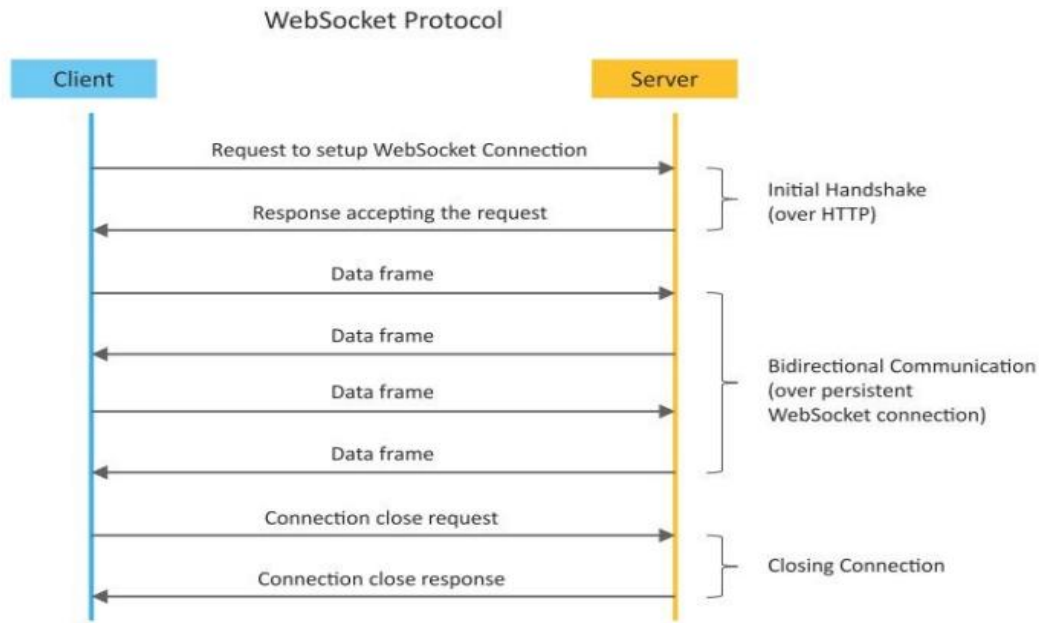 WebSocket Protocol
Client
Server
Request to setup WebSocket Connection
Response accepting the request
Initial Handshake
(over HTTP)
Data frame
Data frame
Data frame
Data frame
Bidirectional Communication
(over persistent
WebSocket connection)
Connection close request
Connection close response
Closing Connection